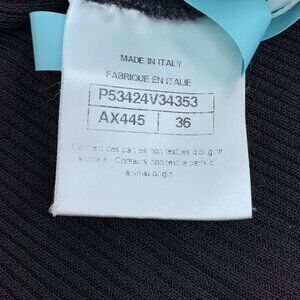 MADE IN ITALY
FABRIQUE EN ITALIE
P53424V34353
AX445 36
Contient des parties non textiles d'origine
animale Contains non textile parts of
animal origin